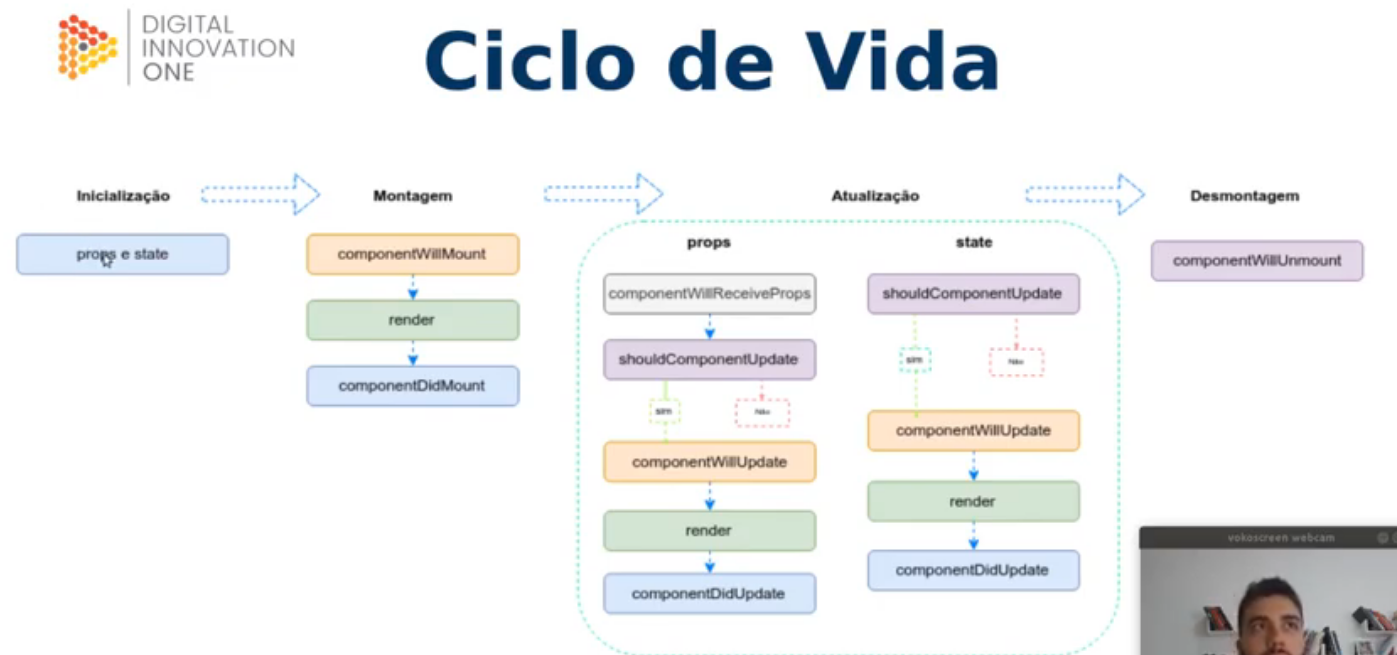 DIGITAL
INNOVATION
ONE
Ciclo de Vida
Inicialização
Montagem
Atualização
Desmontagem
props e state
componentWillMount
render
componentDidMount
props
componentWillReceiveProps
shouldComponentUpdate
sim
Não
componentWillUpdate
render
componentDidUpdate
state
shouldComponentUpdate
sim
Não
componentWillUpdate
render
componentDidUpdate
componentWillUnmount
vokoscreen webcam